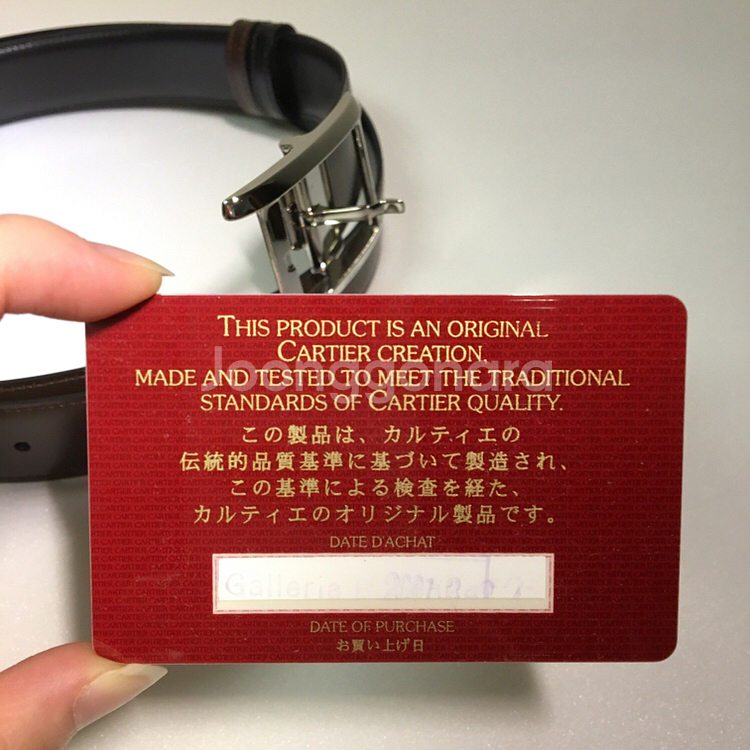 THIS PRODUCT IS AN ORIGINAL
CARTIER CREATION.
MADE AND TESTED TO MEET THE TRADITIONAL
STANDARDS OF CARTIER QUALITY.
この製品は、カルティエの
伝統的品質基準に基づいて製造され、
この基準による検査を経た、
カルティエのオリジナル製品です。
DATE D'ACHAT
Galleria
DATE OF PURCHASE
お買い上げ日
Joonggonara